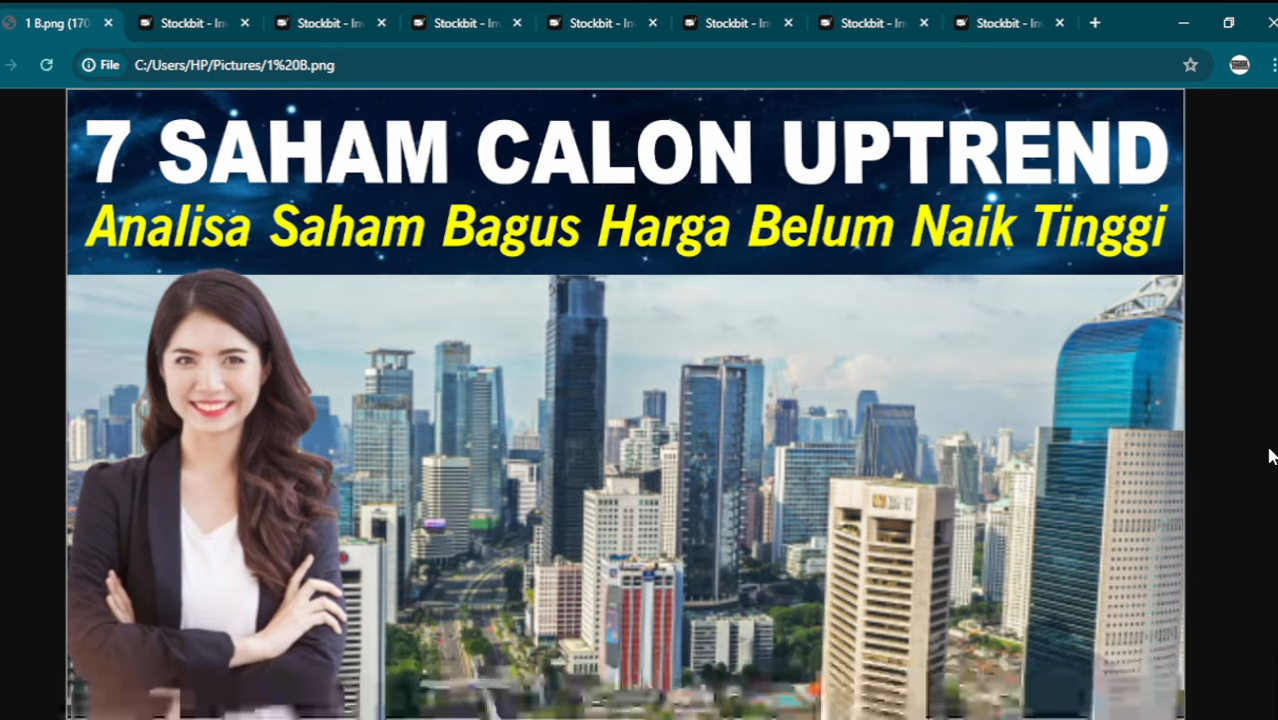 1 B.png (170
Stockbit - In
Stockbit - In
Stockbit - In
Stockbit - In
Stockbit - In
Stockbit - In
Stockbit - In
File
C:/Users/HP/Pictures/1%20B.png
7 SAHAM CALON UPTREND
Analisa Saham Bagus Harga Belum Naik Tinggi